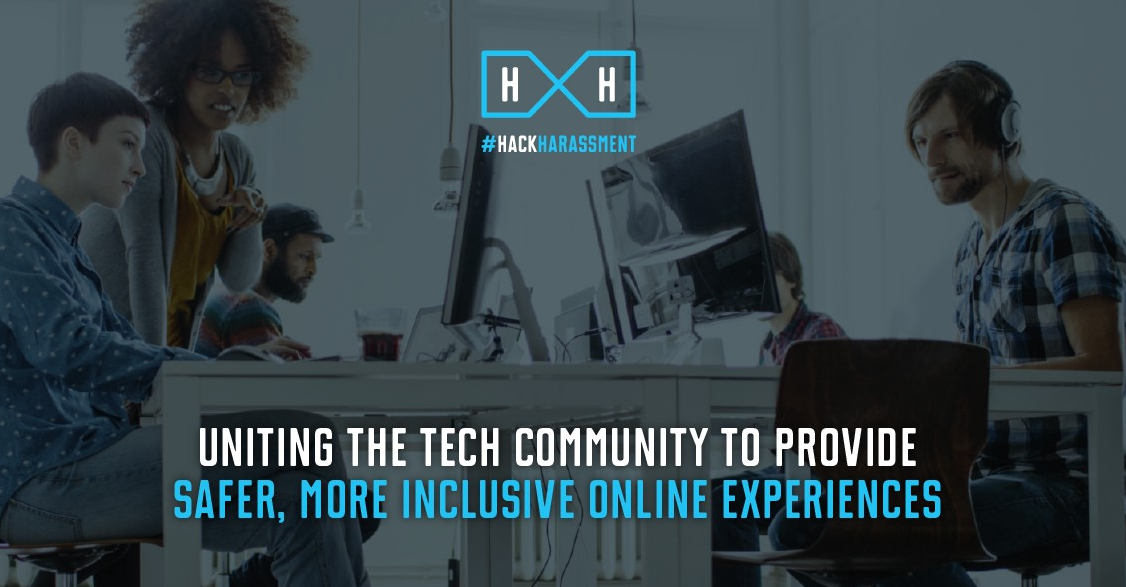 H H
#HACKHARASSMENT
UNITING THE TECH COMMUNITY TO PROVIDE
SAFER, MORE INCLUSIVE ONLINE EXPERIENCES